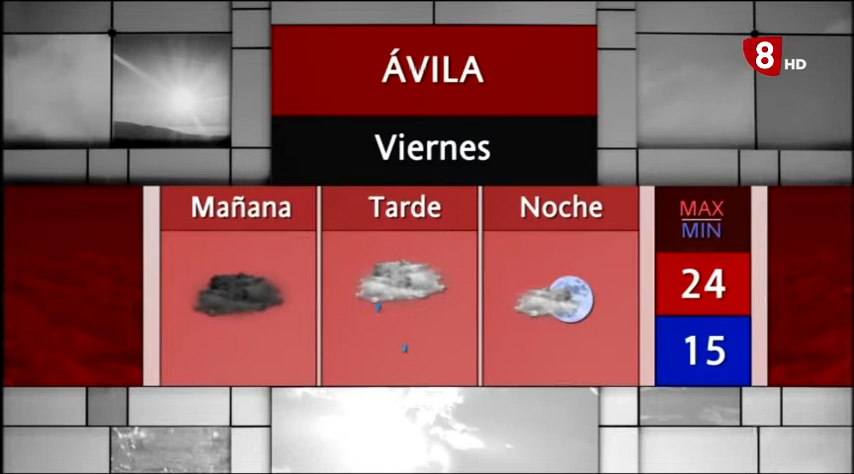 ÁVILA
8 HD
Viernes
Mañana
Tarde
Noche
MAX
MIN
24
15